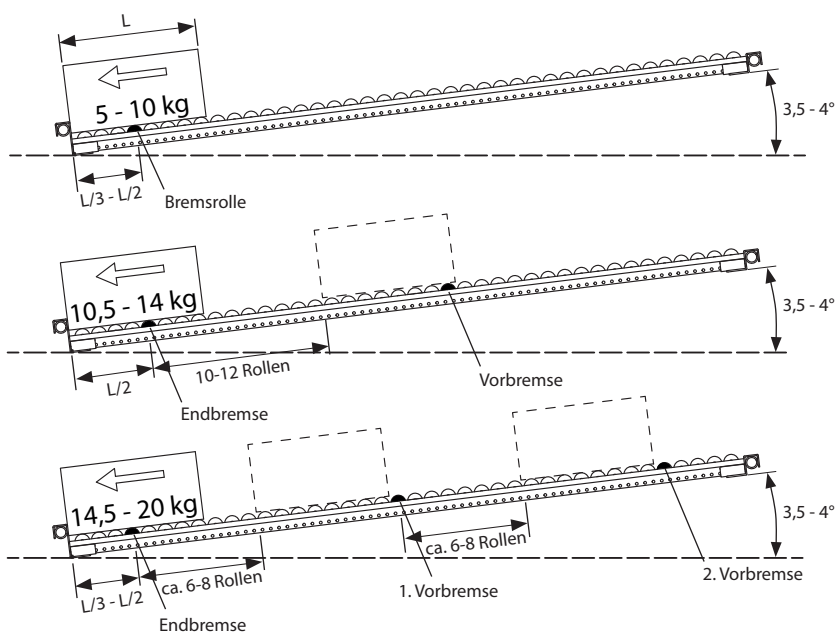 L
5 - 10 kg
3,5 - 4°
L/3 - L/2
Bremsrolle
10,5 - 14 kg
3,5 - 4°
L/2
10-12 Rollen
Vorbremse
Endbremse
14,5 - 20 kg
3,5 - 4°
ca. 6-8 Rollen
ca. 6-8 Rollen
2. Vorbremse
1. Vorbremse
L/3 - L/2
Endbremse